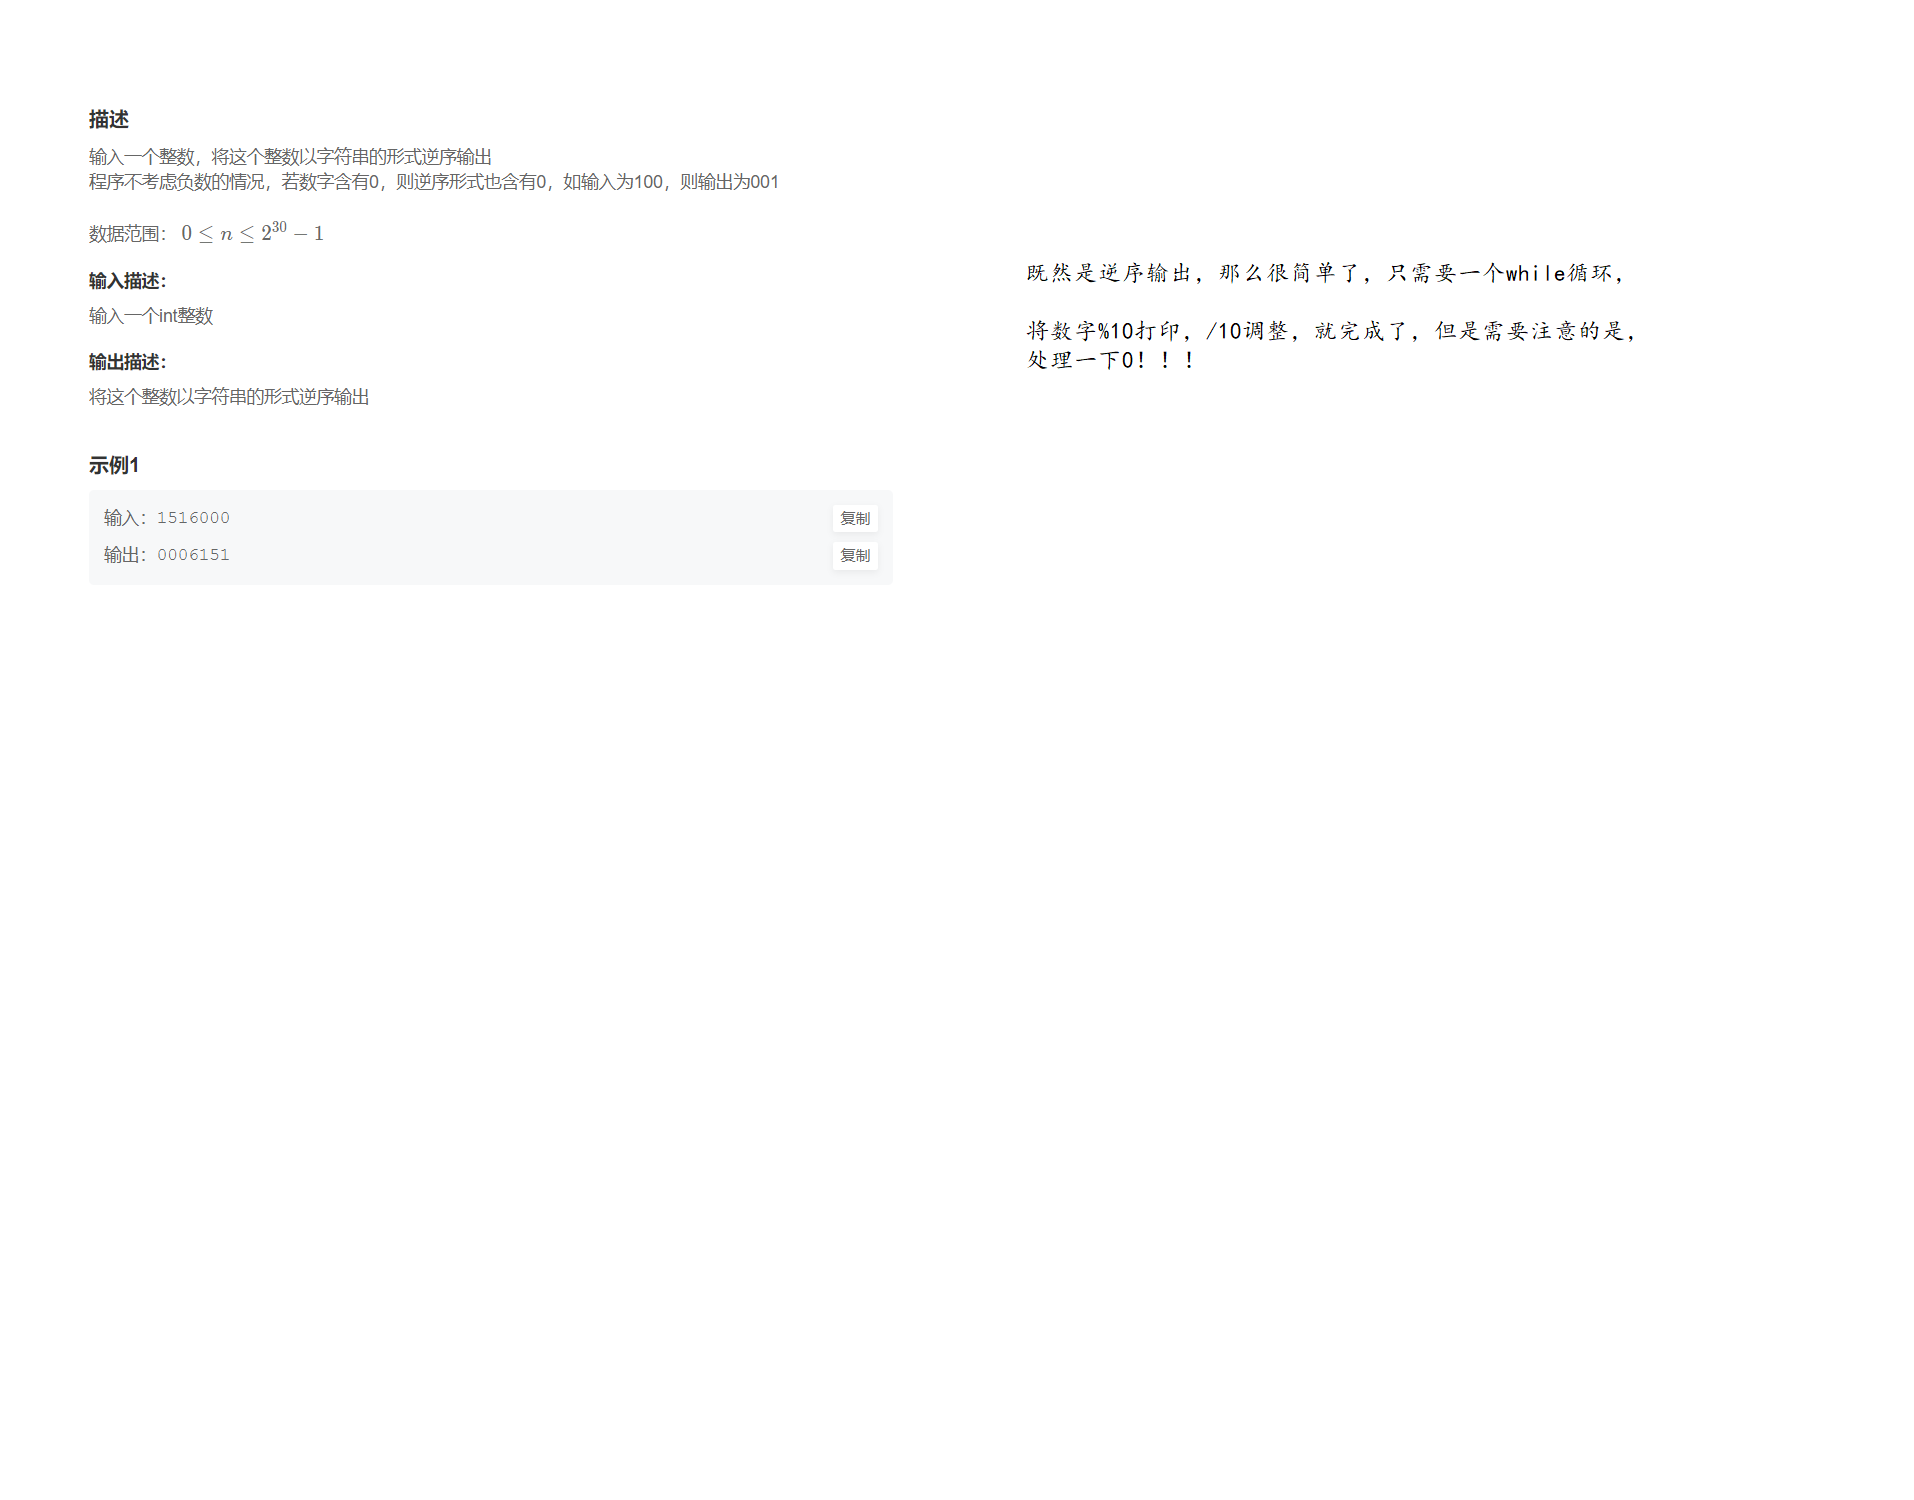 描述
输入一个整数，将这个整数以字符串的形式逆序输出
程序不考虑负数的情况，若数字含有0，则逆序形式也含有0，如输入为100，则输出为001
数据范围： 0 ≤ n ≤ 2^30 − 1
输入描述：
输入一个int整数
输出描述：
将这个整数以字符串的形式逆序输出
示例1
输入：1516000
复制
输出：0006151
复制
既然是逆序输出，那么很简单了，只需要一个while循环，
将数字%10打印，/10调整，就完成了，但是需要注意的是，
处理一下0！！！